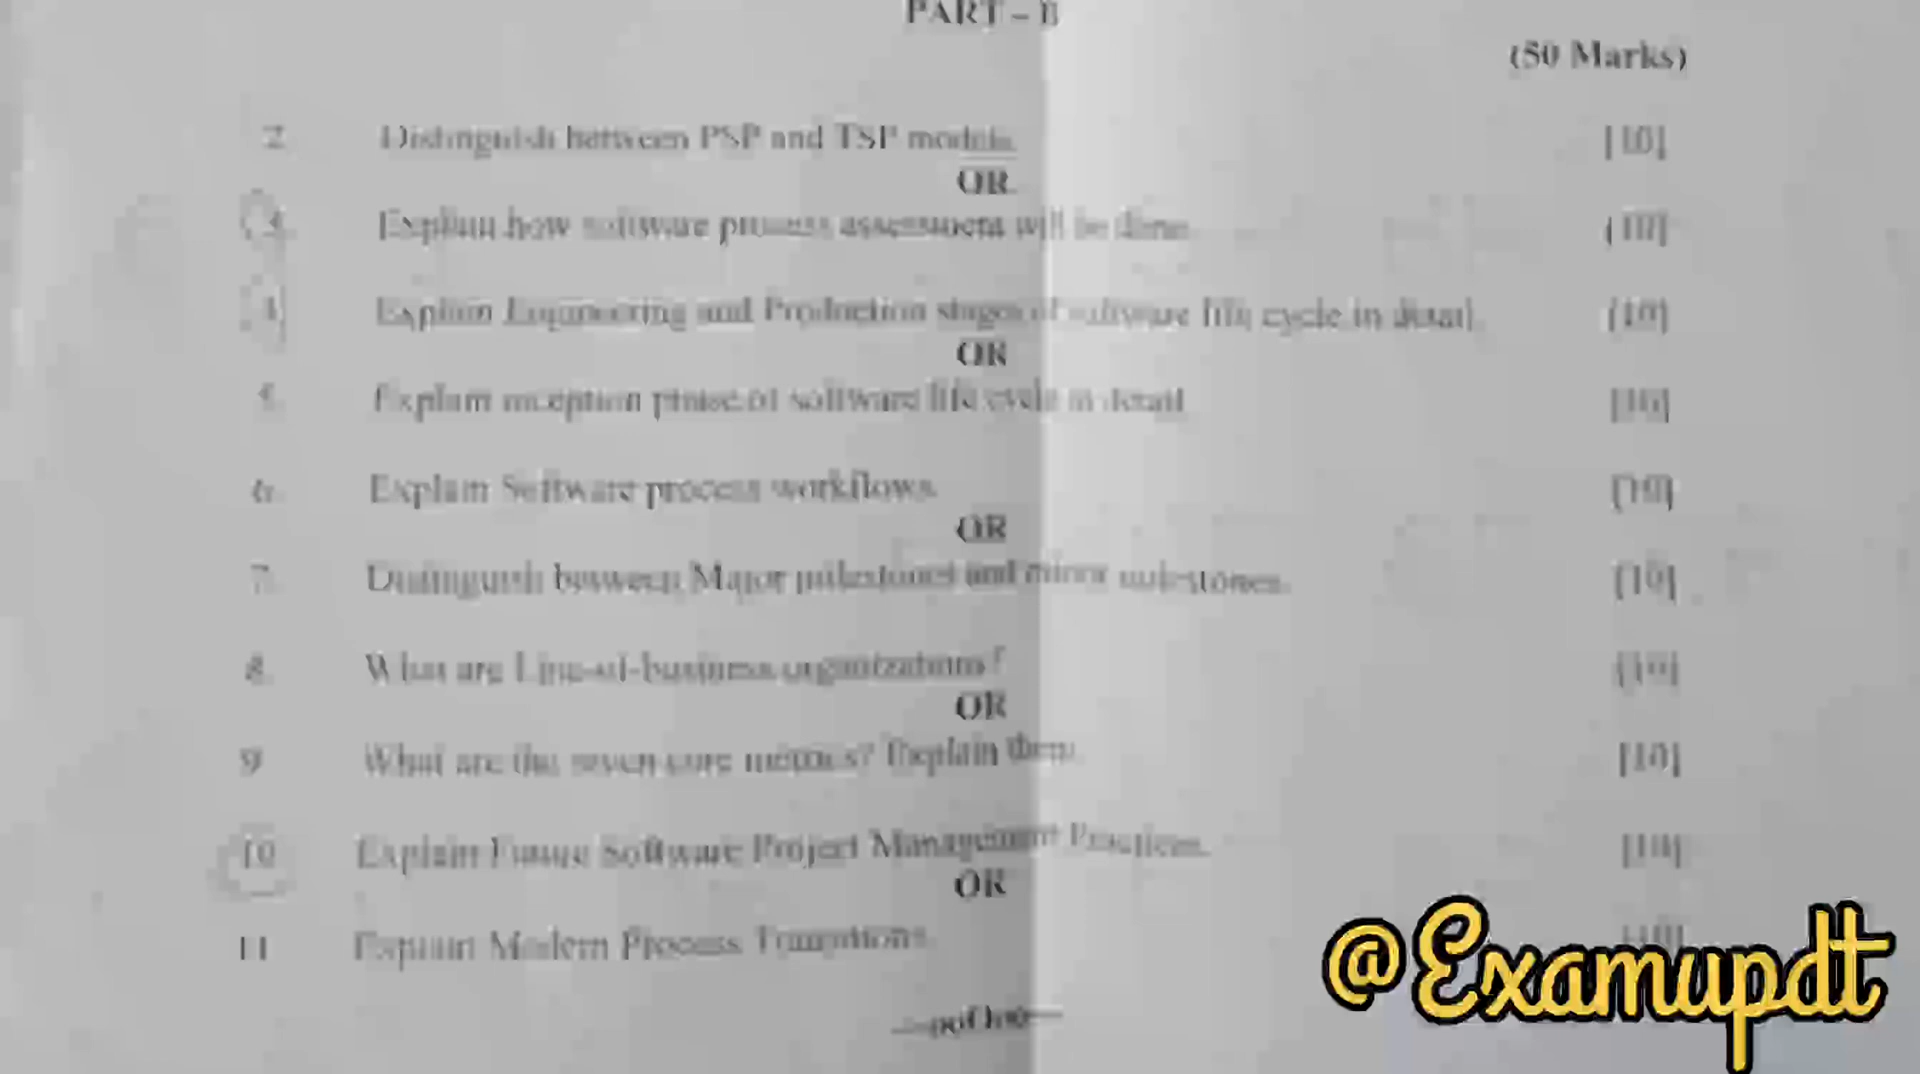 PART – B
(50 Marks)
2. Distinguish between PSP and TSP models. [10]
OR
3. Explain how software process assessment will be done. [10]
4. Explain Engineering and Production stages of software life cycle in detail. [10]
OR
5. Explain inception phase of software life cycle in detail. [10]
6. Explain Software process workflows. [10]
OR
7. Distinguish between Major milestones and minor milestones. [10]
8. What are Line-of-business organizations? [10]
OR
9. What are the seven core metrics? Explain them. [10]
10. Explain Future Software Project Management Practices. [10]
OR
11. Explain Modern Process Transitions. [10]
---ooOoo---
@Examupdt